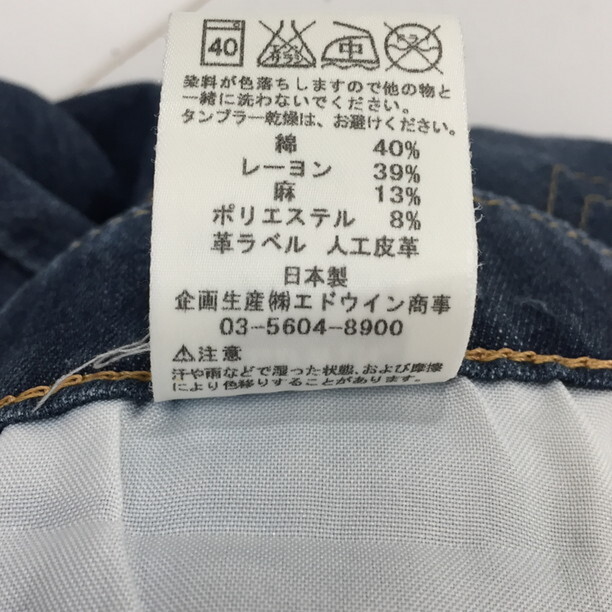 40 エンソ サラシ 中
染料が色落ちしますので他の物と
一緒に洗わないでください。
タンブラー乾燥は、お避けください。
綿 40%
レーヨン 39%
麻 13%
ポリエステル 8%
革ラベル 人工皮革
日本製
企画生産㈱エドウイン商事
03-5604-8900
⚠注意
汗や雨などで湿った状態、および摩擦
により色移りすることがあります。